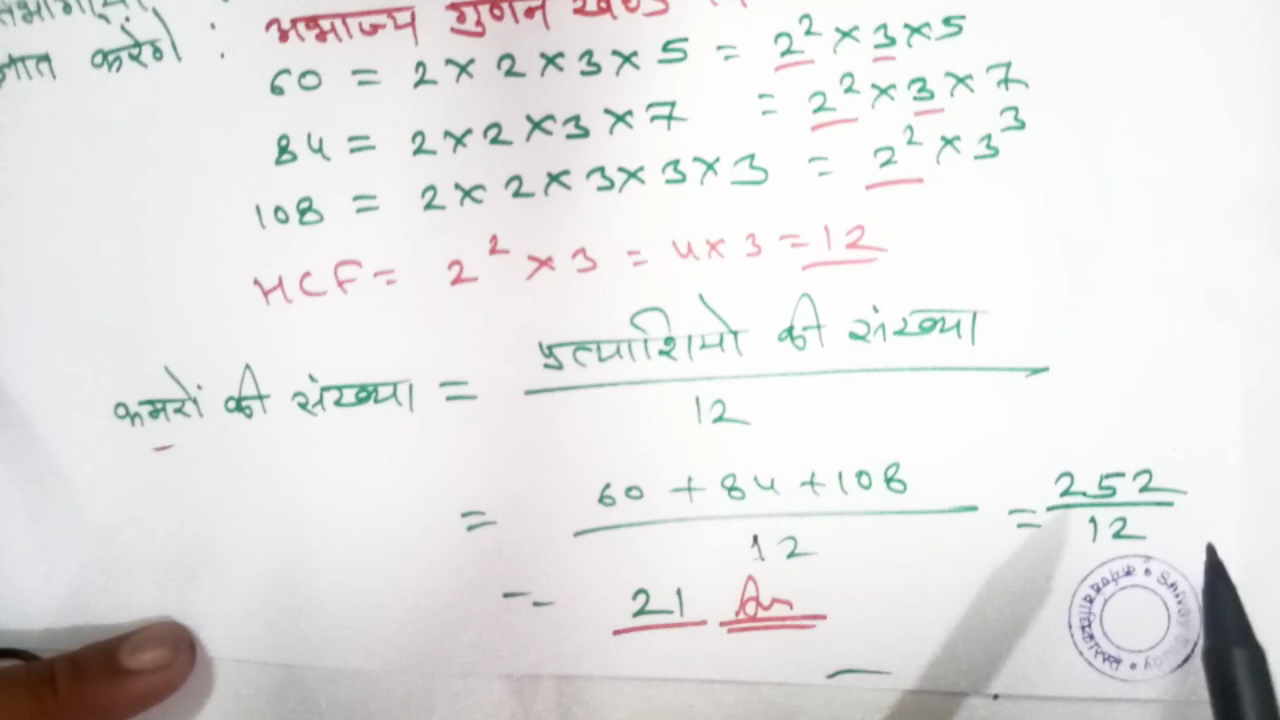 ज्ञात करेंगे : अभाज्य गुणन खण्ड
60 = 2 × 2 × 3 × 5 = 2² × 3 × 5
84 = 2 × 2 × 3 × 7 = 2² × 3 × 7
108 = 2 × 2 × 3 × 3 × 3 = 2² × 3³
HCF = 2² × 3 = 4 × 3 = 12
कमरों की संख्या = प्रत्याशियो की संख्या / 12
= 60 + 84 + 108 / 12 = 252 / 12
= 21 Ans